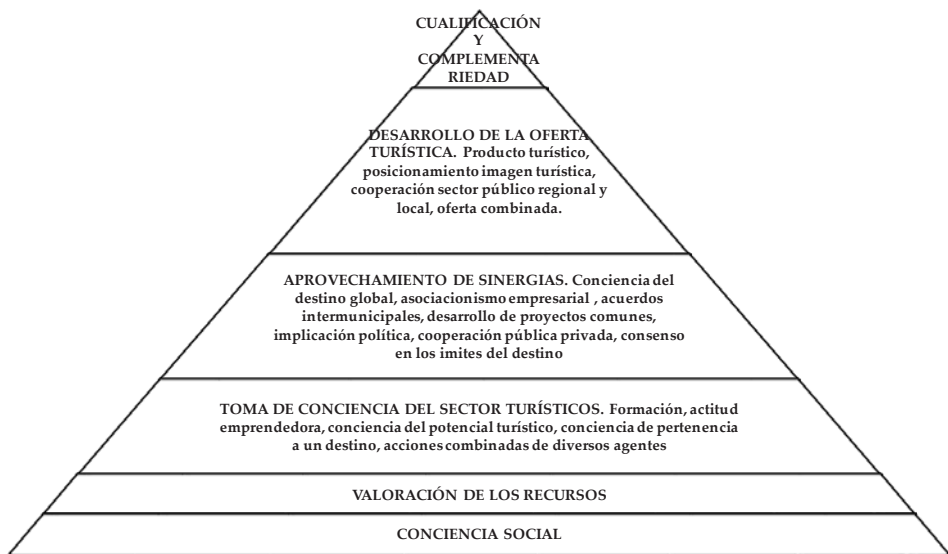 CUALIFICACIÓN
Y
COMPLEMENTA
RIEDAD
DESARROLLO DE LA OFERTA
TURÍSTICA. Producto turístico,
posicionamiento imagen turística,
cooperación sector público regional y
local, oferta combinada.
APROVECHAMIENTO DE SINERGIAS. Conciencia del
destino global, asociacionismo empresarial , acuerdos
intermunicipales, desarrollo de proyectos comunes,
implicación política, cooperación pública privada, consenso
en los imites del destino
TOMA DE CONCIENCIA DEL SECTOR TURÍSTICOS. Formación, actitud
emprendedora, conciencia del potencial turístico, conciencia de pertenencia
a un destino, acciones combinadas de diversos agentes
VALORACIÓN DE LOS RECURSOS
CONCIENCIA SOCIAL